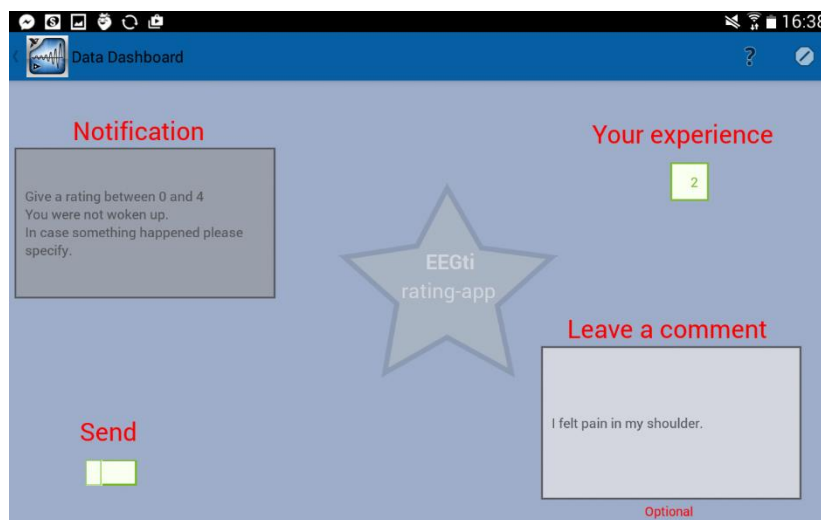 16:38
Data Dashboard
?
Notification
Give a rating between 0 and 4
You were not woken up.
In case something happened please
specify.
Your experience
2
EEGti
rating-app
Leave a comment
I felt pain in my shoulder.
Optional
Send